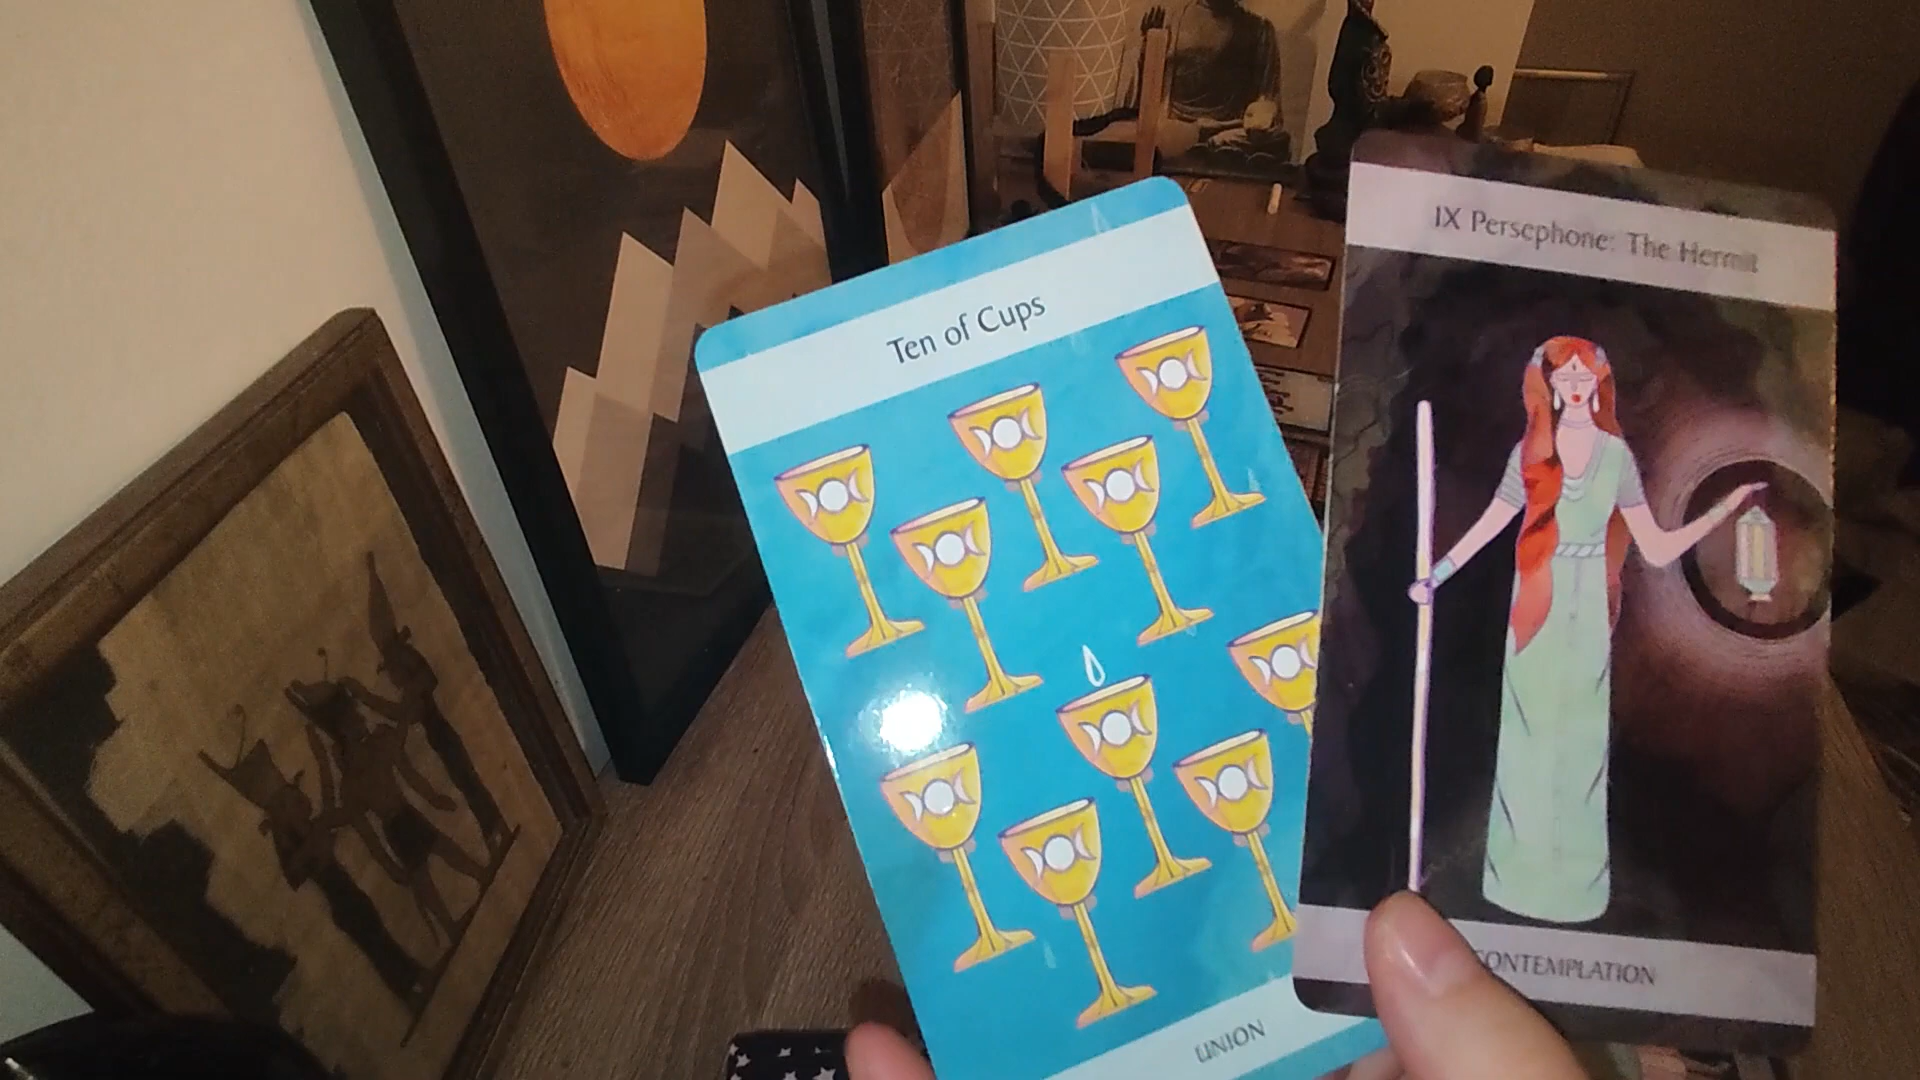 Ten of Cups
UNION
IX Persephone: The Hermit
CONTEMPLATION